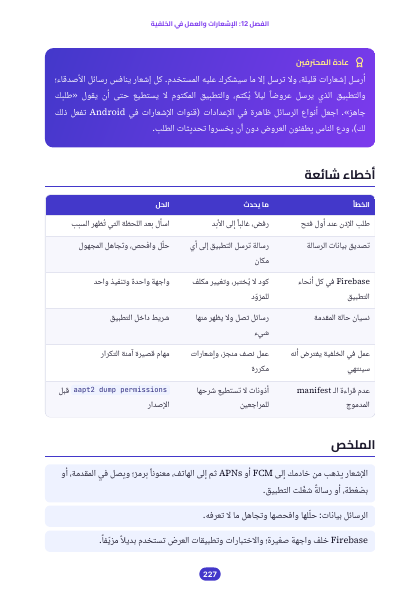 الفصل 12: الإشعارات والعمل في الخلفية
عادة المحترفين
أرسل إشعارات قليلة، ولا ترسل إلا ما سيشكرك عليه المستخدم. كل إشعار ينافس رسائل الأصدقاء؛
والتطبيق الذي يرسل عروضاً ليلاً يُكتم، والتطبيق المكتوم لا يستطيع حتى أن يقول «طلبك
جاهز». اجعل أنواع الرسائل ظاهرة في الإعدادات (قنوات الإشعارات في Android تفعل ذلك
لك)، ودع الناس يطفئون العروض دون أن يخسروا تحديثات الطلب.
أخطاء شائعة
الخطأ ما يحدث الحل
طلب الإذن عند أول فتح رفض، غالباً إلى الأبد اسأل بعد اللحظة التي تُظهر السبب
تصديق بيانات الرسالة رسالة ترسل التطبيق إلى أي حلّل وافحص، وتجاهل المجهول
مكان
Firebase في كل أنحاء كود لا يُختبر، وتغيير مكلف واجهة واحدة وتنفيذ واحد
التطبيق للمزوّد
نسيان حالة المقدمة رسائل تصل ولا يظهر منها شريط داخل التطبيق
شيء
عمل في الخلفية يفترض أنه عمل نصف منجز، وإشعارات مهام قصيرة آمنة التكرار
سينتهي مكررة
عدم قراءة الـ manifest أذونات لا تستطيع شرحها aapt2 dump permissions قبل
المدموج للمراجعين الإصدار
الملخص
الإشعار يذهب من خادمك إلى FCM أو APNs ثم إلى الهاتف، معنوناً برمز؛ ويصل في المقدمة، أو
بضغطة، أو رسالةً شغّلت التطبيق.
الرسائل بيانات: حلّلها وافحصها وتجاهل ما لا تعرفه.
Firebase خلف واجهة صغيرة؛ والاختبارات وتطبيقات العرض تستخدم بديلاً مزيّفاً.
227